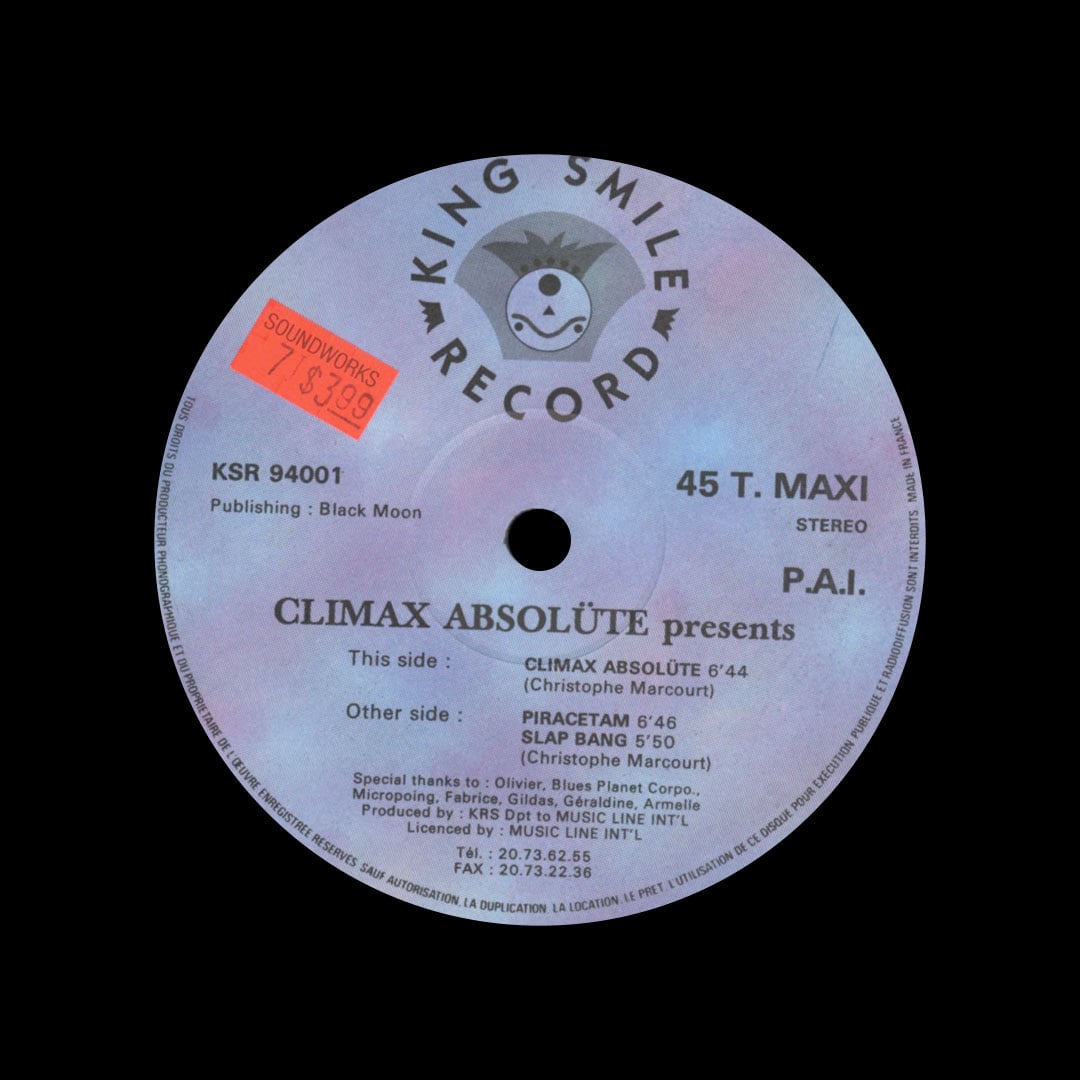 KING SMILE
RECORD
SOUNDWORKS
7 $3.99
KSR 94001
Publishing : Black Moon
45 T. MAXI
STEREO
P.A.I.
CLIMAX ABSOLÜTE presents
This side : CLIMAX ABSOLÜTE 6'44
(Christophe Marcourt)
Other side : PIRACETAM 6'46
SLAP BANG 5'50
(Christophe Marcourt)
Special thanks to : Olivier, Blues Planet Corpo.,
Micropoing, Fabrice, Gildas, Géraldine, Armelle
Produced by : KRS Dpt to MUSIC LINE INT'L
Licenced by : MUSIC LINE INT'L
Tél. : 20.73.62.55
FAX : 20.73.22.36
TOUS DROITS DU PRODUCTEUR PHONOGRAPHIQUE ET DU PROPRIETAIRE DE L'ŒUVRE ENREGISTREE RESERVES. SAUF AUTORISATION, LA DUPLICATION, LA LOCATION, LE PRET, L'UTILISATION DE CE DISQUE POUR EXECUTION PUBLIQUE ET RADIODIFFUSION SONT INTERDITS. MADE IN FRANCE